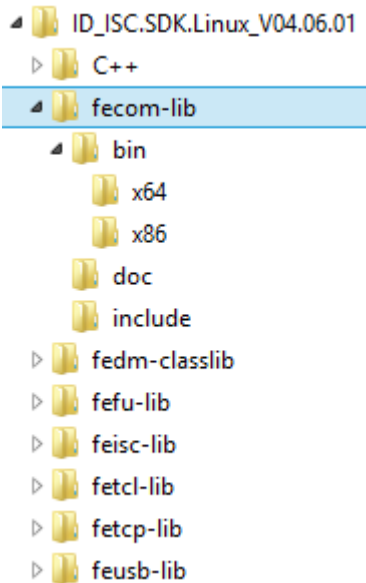 ID_ISC.SDK.Linux_V04.06.01
C++
fecom-lib
bin
x64
x86
doc
include
fedm-classlib
fefu-lib
feisc-lib
fetcl-lib
fetcp-lib
feusb-lib